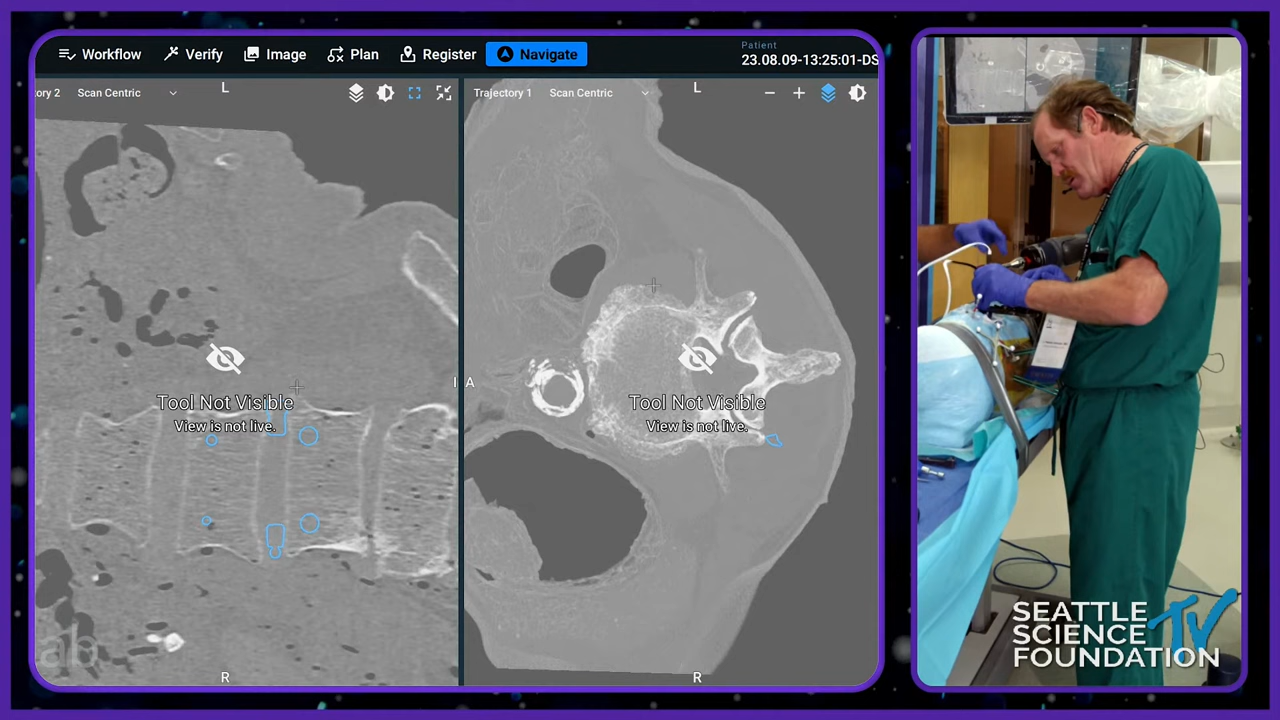 Workflow
Verify
Image
Plan
Register
Navigate
Patient
23.08.09-13:25:01-DS
ory 2
Scan Centric
L
Trajectory 1
Scan Centric
L
Tool Not Visible
View is not live.
I
A
Tool Not Visible
View is not live.
R
R
ab
SEATTLE
SCIENCE
FOUNDATION
TV